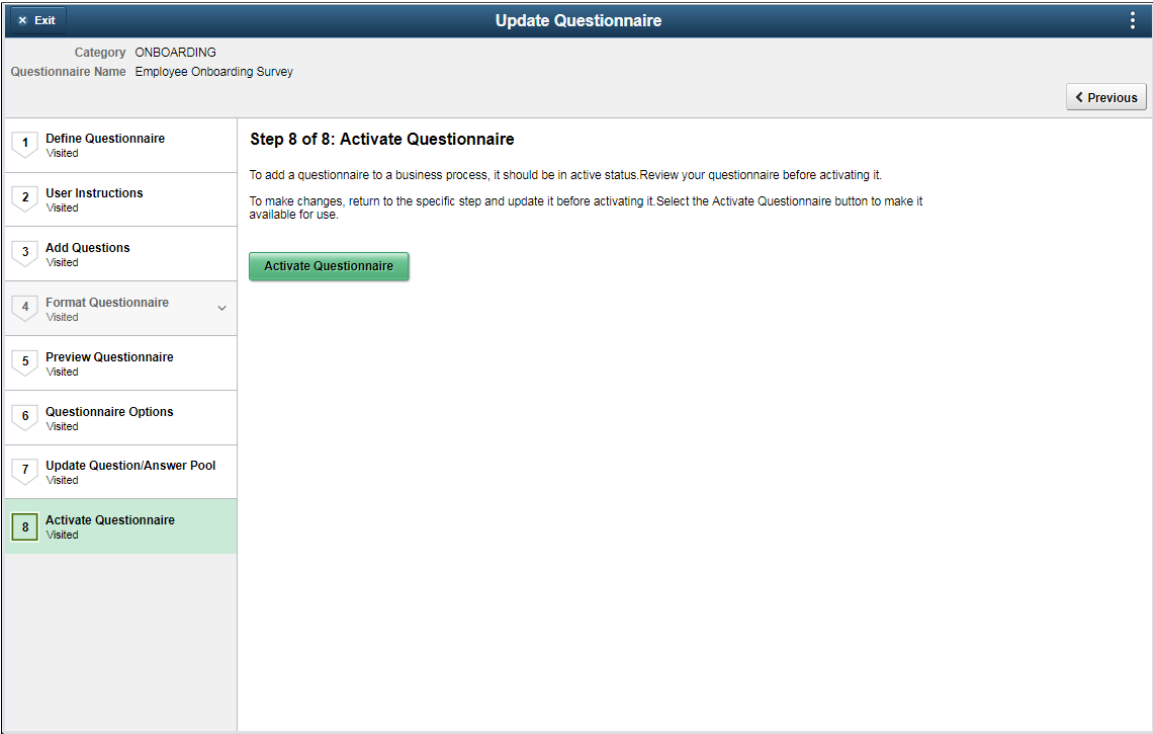 × Exit
Update Questionnaire
Category ONBOARDING
Questionnaire Name Employee Onboarding Survey
Previous
1 Define Questionnaire
Visited
2 User Instructions
Visited
3 Add Questions
Visited
4 Format Questionnaire
Visited
5 Preview Questionnaire
Visited
6 Questionnaire Options
Visited
7 Update Question/Answer Pool
Visited
8 Activate Questionnaire
Visited
Step 8 of 8: Activate Questionnaire
To add a questionnaire to a business process, it should be in active status.Review your questionnaire before activating it.
To make changes, return to the specific step and update it before activating it.Select the Activate Questionnaire button to make it
available for use.
Activate Questionnaire